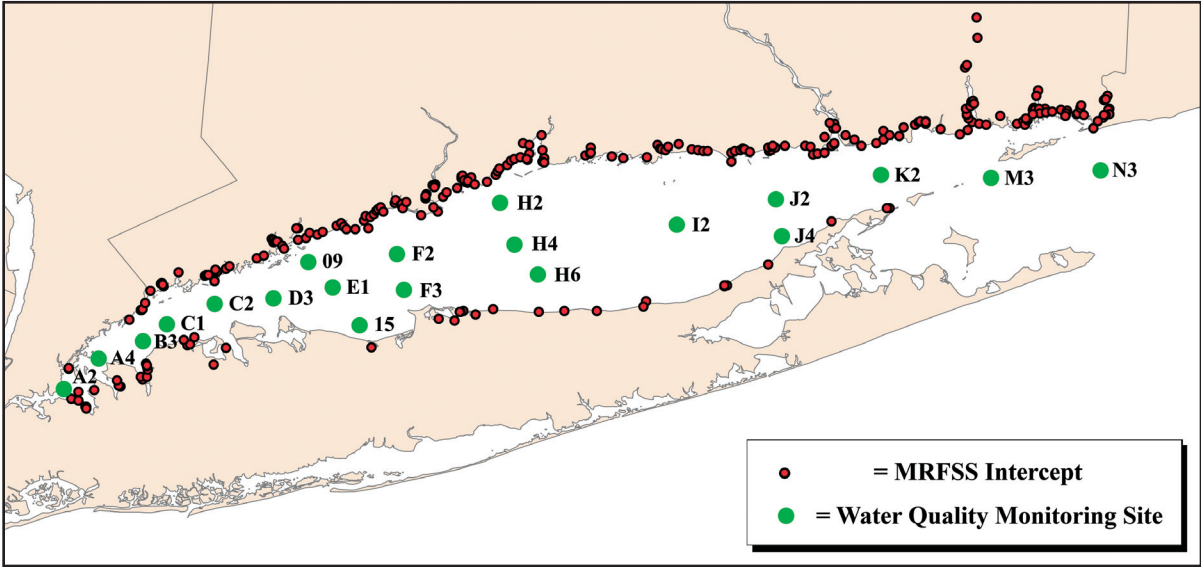 N3
M3
K2
J2
H2
I2
J4
H4
F2
09
H6
E1
F3
D3
C2
C1
15
B3
A4
A2
= MRFSS Intercept
= Water Quality Monitoring Site